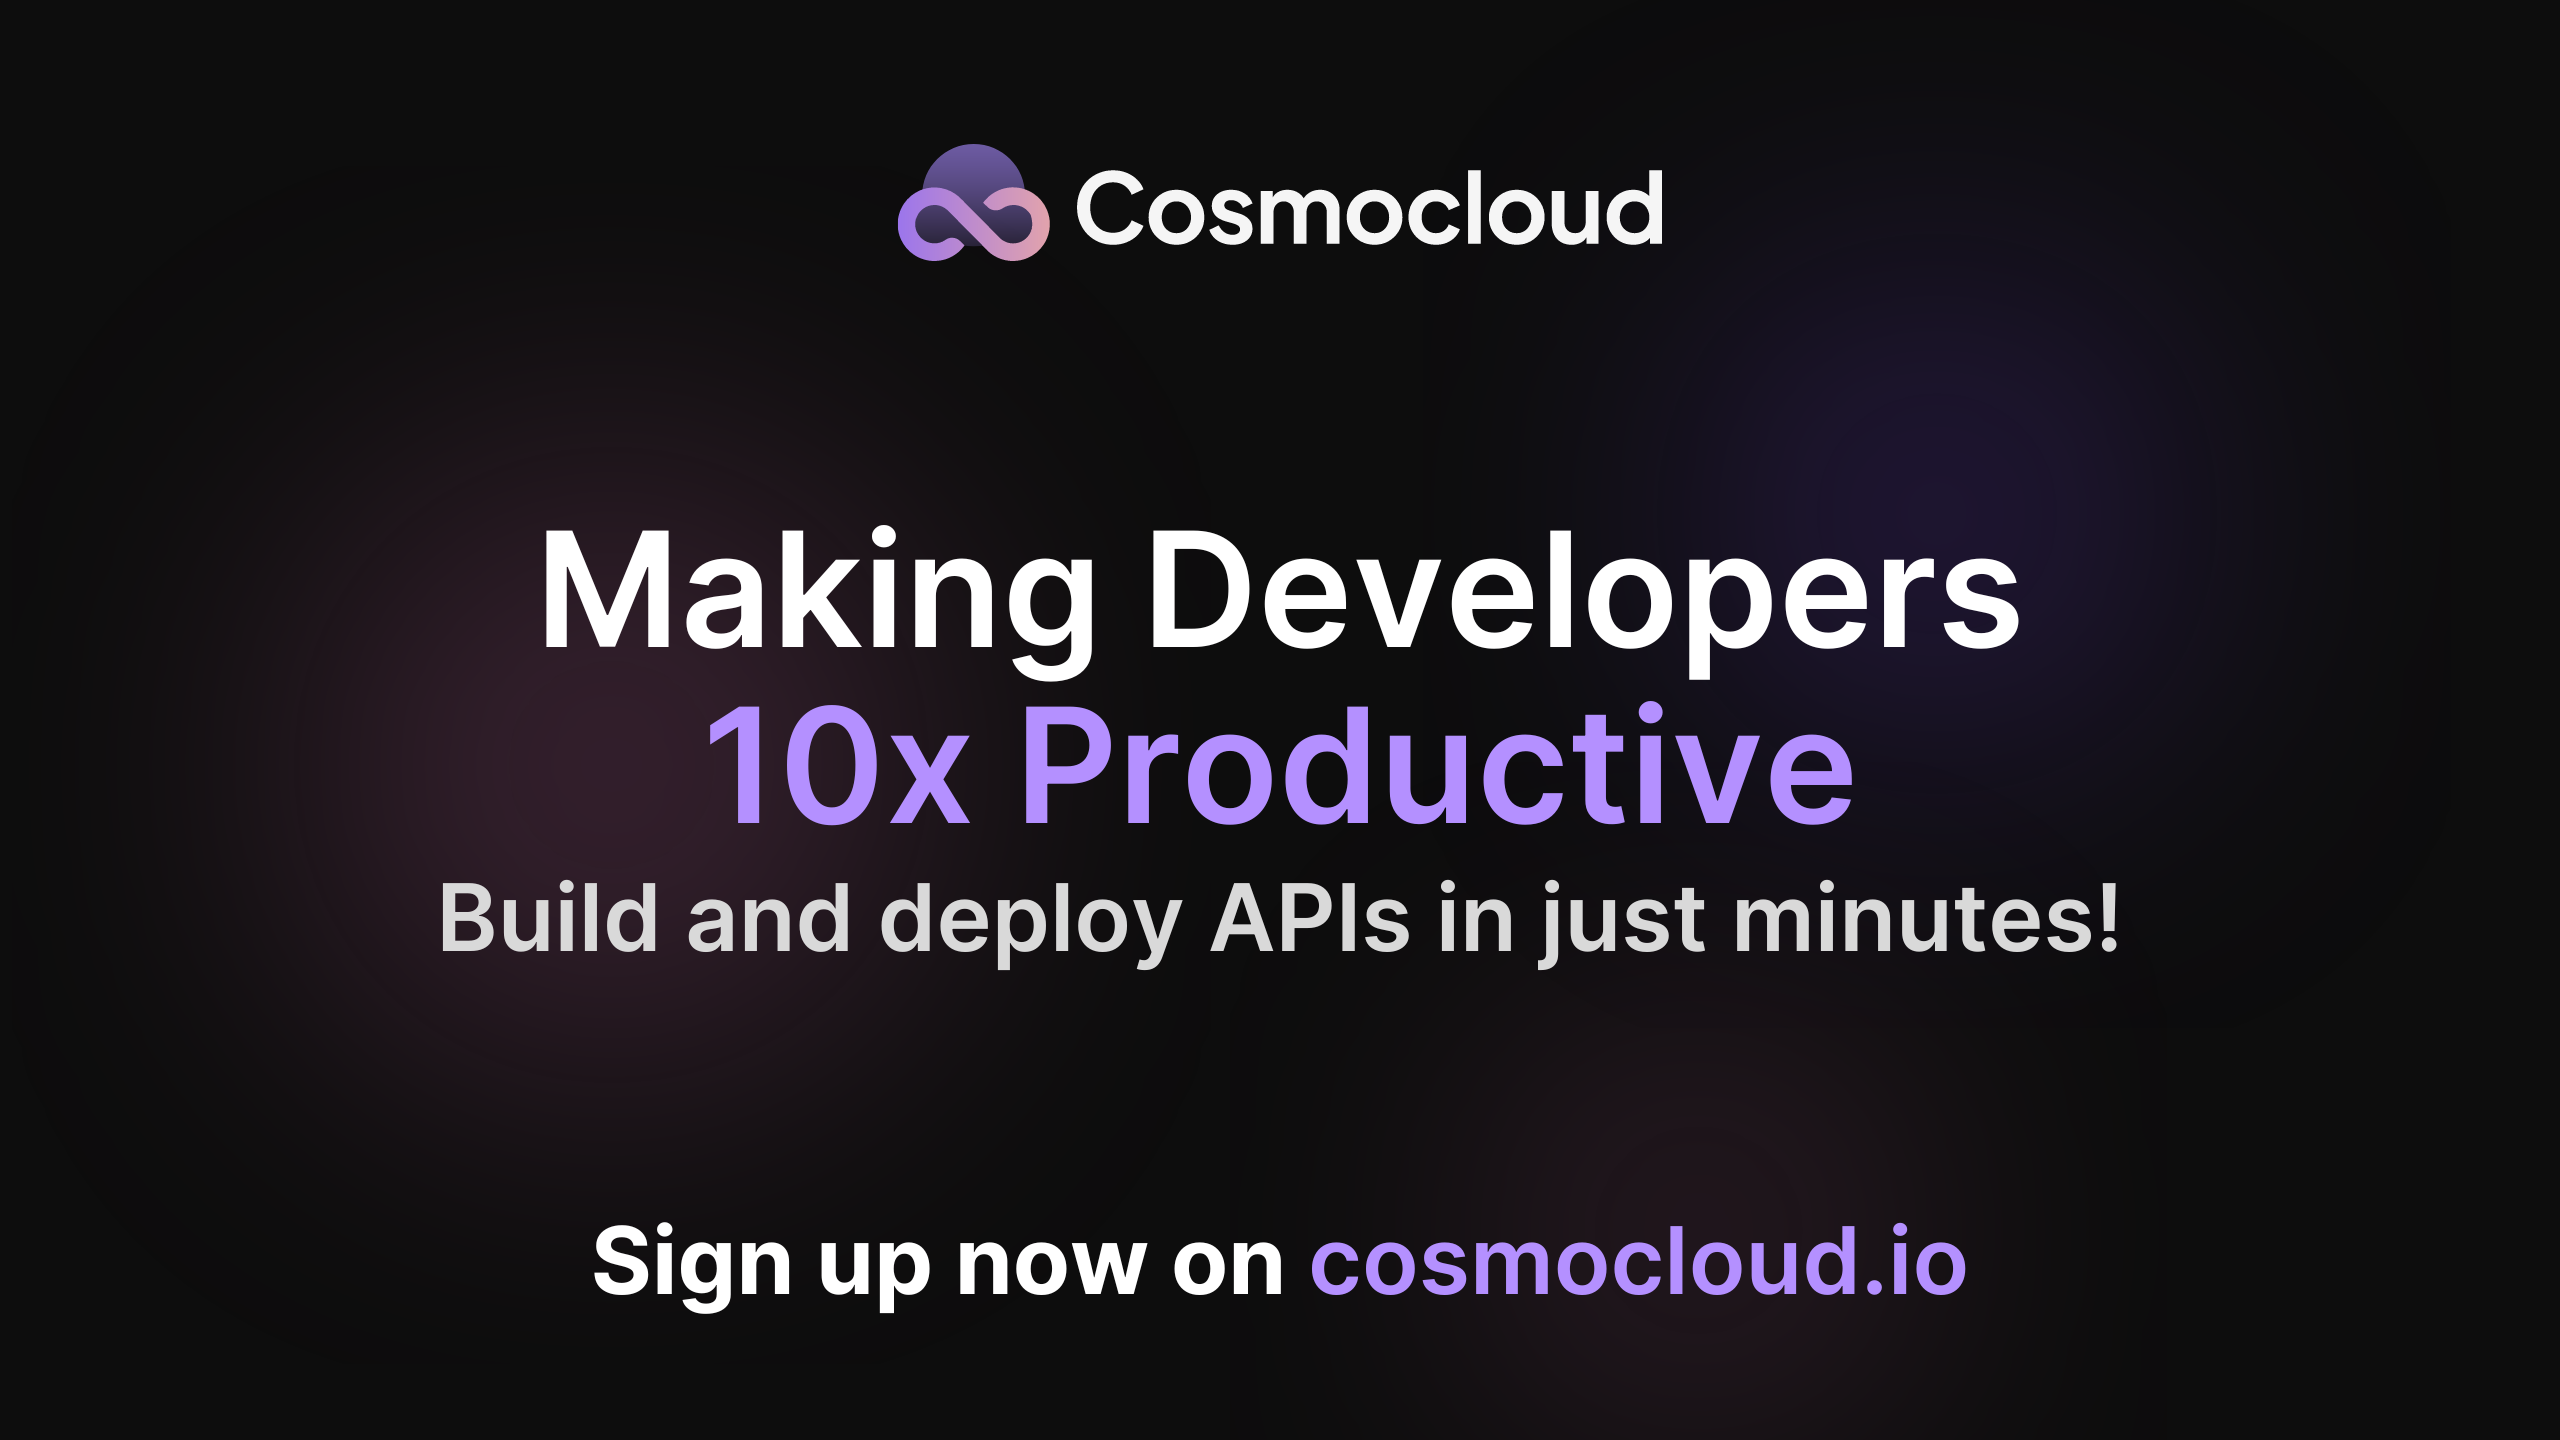 Cosmocloud
Making Developers
10x Productive
Build and deploy APIs in just minutes!
Sign up now on cosmocloud.io